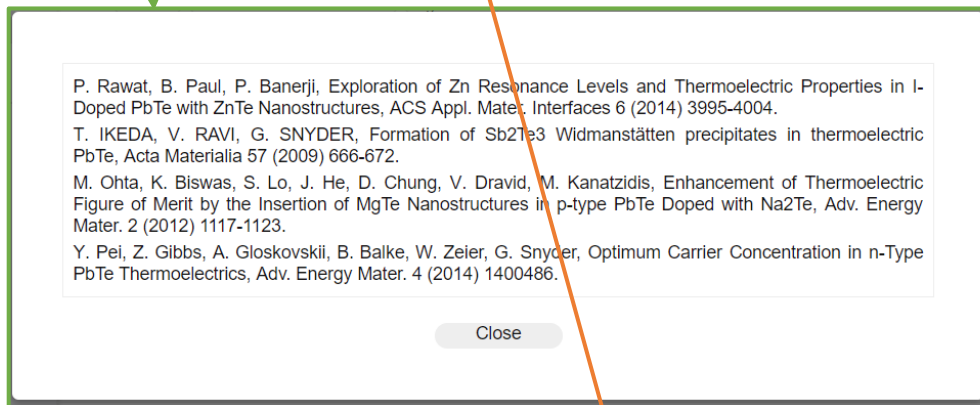 P. Rawat, B. Paul, P. Banerji, Exploration of Zn Resonance Levels and Thermoelectric Properties in I-
Doped PbTe with ZnTe Nanostructures, ACS Appl. Mater. Interfaces 6 (2014) 3995-4004.
T. IKEDA, V. RAVI, G. SNYDER, Formation of Sb2Te3 Widmanstätten precipitates in thermoelectric
PbTe, Acta Materialia 57 (2009) 666-672.
M. Ohta, K. Biswas, S. Lo, J. He, D. Chung, V. Dravid, M. Kanatzidis, Enhancement of Thermoelectric
Figure of Merit by the Insertion of MgTe Nanostructures in p-type PbTe Doped with Na2Te, Adv. Energy
Mater. 2 (2012) 1117-1123.
Y. Pei, Z. Gibbs, A. Gloskovskii, B. Balke, W. Zeier, G. Snyder, Optimum Carrier Concentration in n-Type
PbTe Thermoelectrics, Adv. Energy Mater. 4 (2014) 1400486.
Close